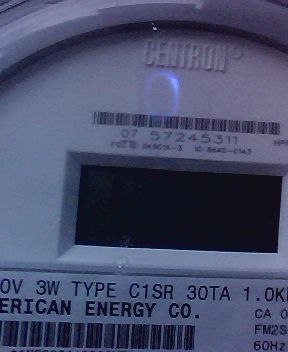 CENTRON®
07 57245311
0V 3W TYPE C1SR 30TA 1.0K
ERICAN ENERGY CO.
CA 0
FM2S
60Hz